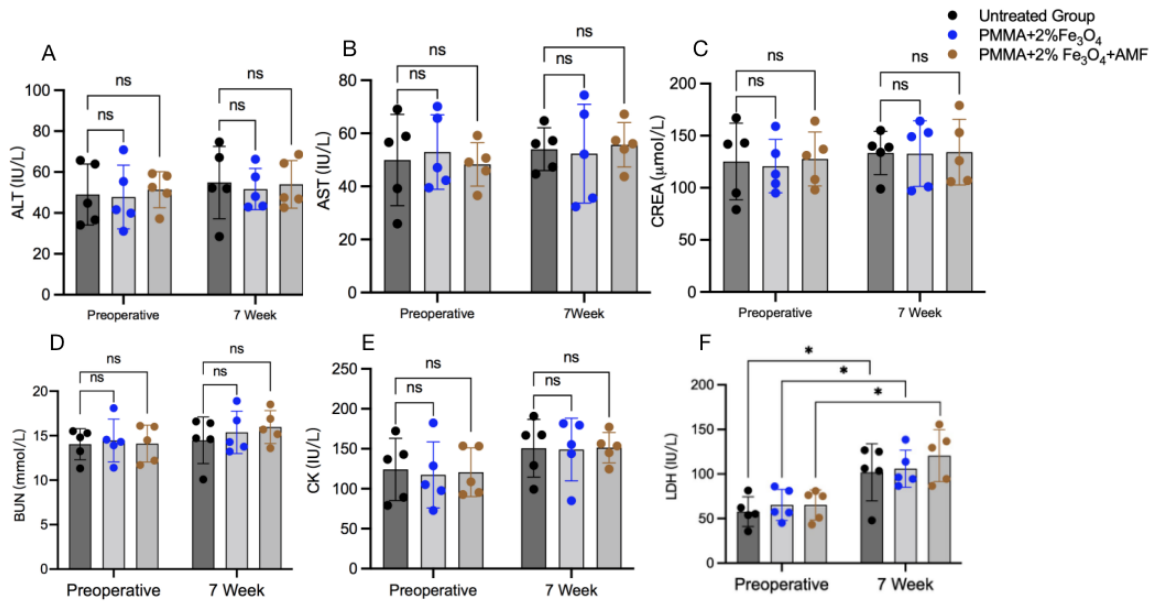 Untreated Group
PMMA+2%Fe₃O₄
PMMA+2% Fe₃O₄+AMF
A
ns
ns
ns
ns
ALT (IU/L)
100
80
60
40
20
0
Preoperative
7 Week
B
ns
ns
ns
ns
AST (IU/L)
80
60
40
20
0
Preoperative
7Week
C
ns
ns
ns
ns
CREA (μmol/L)
200
150
100
50
0
Preoperative
7 Week
D
ns
ns
ns
ns
BUN (mmol/L)
20
15
10
5
0
Preoperative
7 Week
E
ns
ns
ns
ns
CK (IU/L)
250
200
150
100
50
0
Preoperative
7 Week
F
*
*
*
LDH (IU/L)
200
150
100
50
0
Preoperative
7 Week